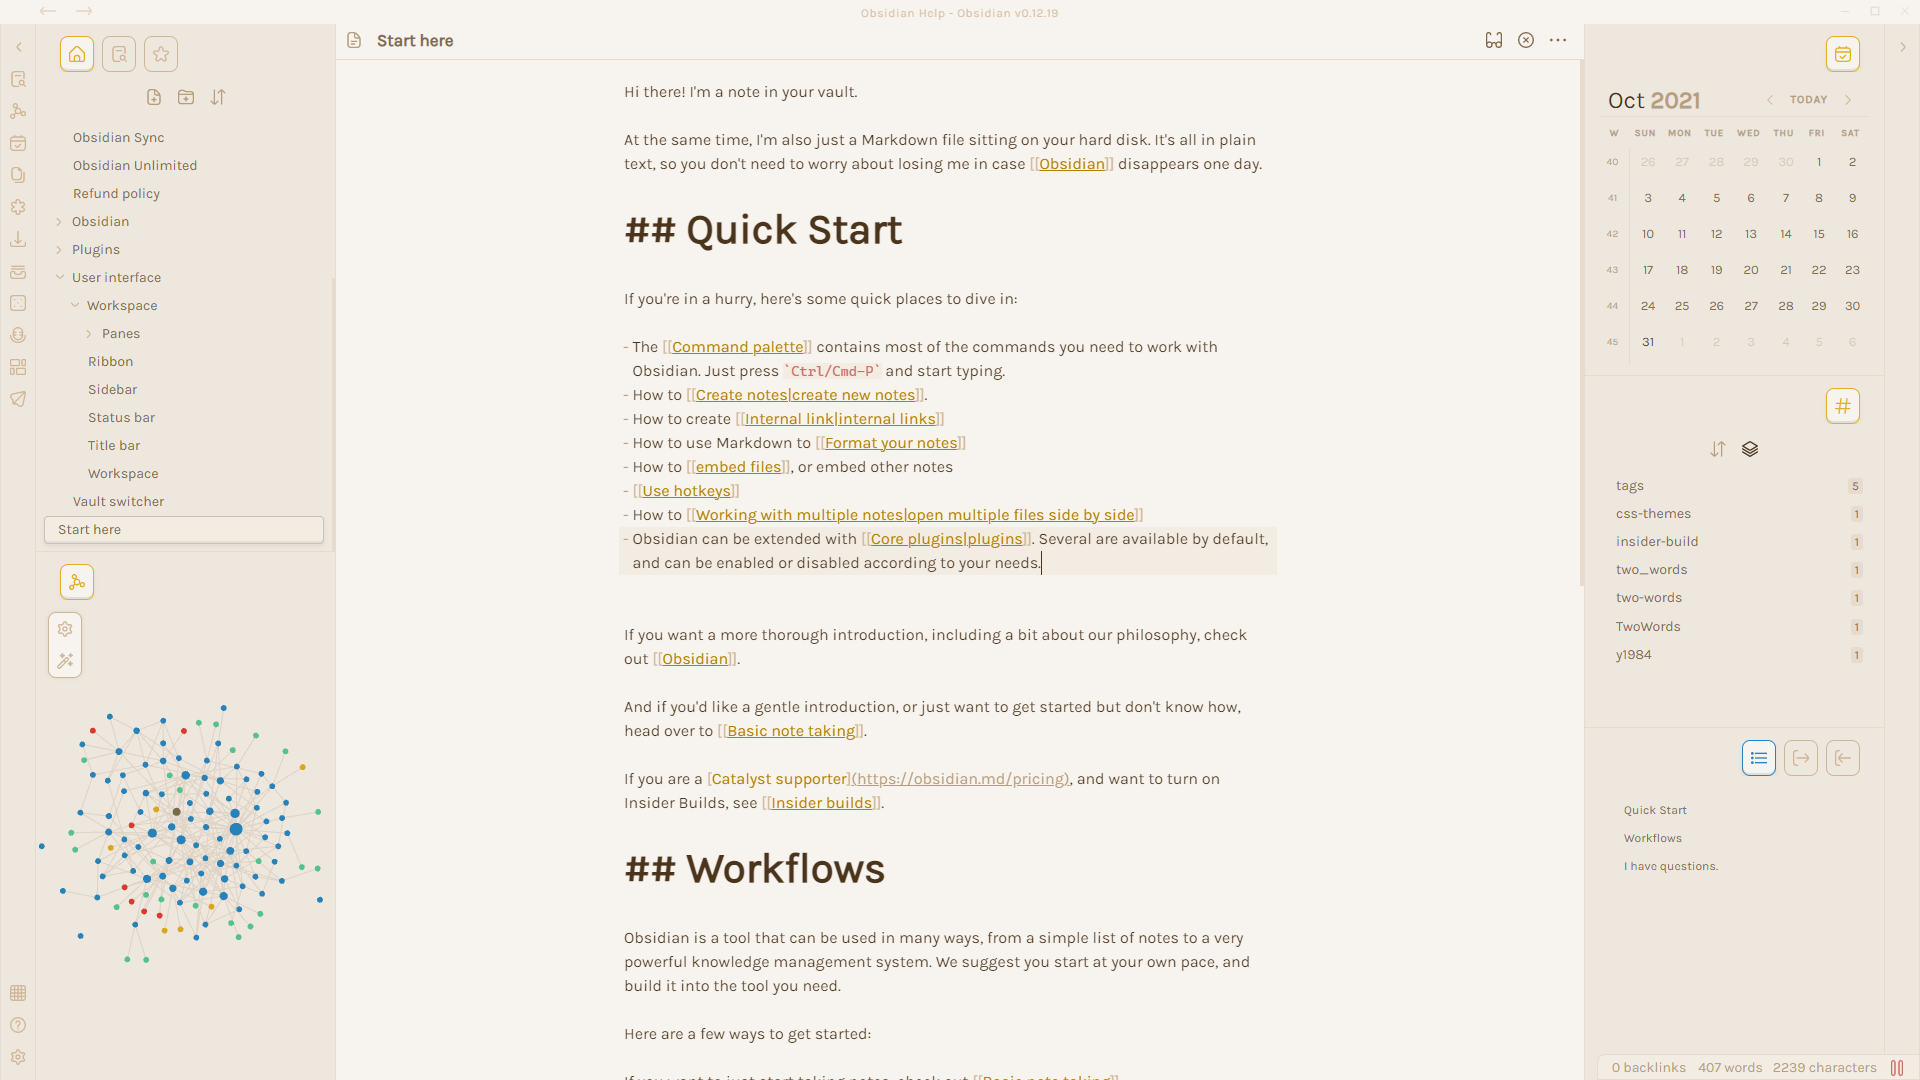 Obsidian Help - Obsidian v0.12.19
Obsidian Sync
Obsidian Unlimited
Refund policy
Obsidian
Plugins
User interface
Workspace
Panes
Ribbon
Sidebar
Status bar
Title bar
Workspace
Vault switcher
Start here
Start here
Hi there! I'm a note in your vault.
At the same time, I'm also just a Markdown file sitting on your hard disk. It's all in plain
text, so you don't need to worry about losing me in case [[Obsidian]] disappears one day.
## Quick Start
If you're in a hurry, here's some quick places to dive in:
- The [[Command palette]] contains most of the commands you need to work with
Obsidian. Just press `Ctrl/Cmd-P` and start typing.
- How to [[Create notes|create new notes]].
- How to create [[Internal link|internal links]]
- How to use Markdown to [[Format your notes]]
- How to [[embed files]], or embed other notes
- [[Use hotkeys]]
- How to [[Working with multiple notes|open multiple files side by side]]
- Obsidian can be extended with [[Core plugins|plugins]]. Several are available by default,
and can be enabled or disabled according to your needs.
If you want a more thorough introduction, including a bit about our philosophy, check
out [[Obsidian]].
And if you'd like a gentle introduction, or just want to get started but don't know how,
head over to [[Basic note taking]].
If you are a [Catalyst supporter](https://obsidian.md/pricing), and want to turn on
Insider Builds, see [[Insider builds]].
## Workflows
Obsidian is a tool that can be used in many ways, from a simple list of notes to a very
powerful knowledge management system. We suggest you start at your own pace, and
build it into the tool you need.
Here are a few ways to get started:
If you want to just start taking notes, check out [[Basic note taking]].
Oct 2021
TODAY
W SUN MON TUE WED THU FRI SAT
40 26 27 28 29 30 1 2
41 3 4 5 6 7 8 9
42 10 11 12 13 14 15 16
43 17 18 19 20 21 22 23
44 24 25 26 27 28 29 30
45 31 1 2 3 4 5 6
tags 5
css-themes 1
insider-build 1
two_words 1
two-words 1
TwoWords 1
y1984 1
Quick Start
Workflows
I have questions.
0 backlinks 407 words 2239 characters